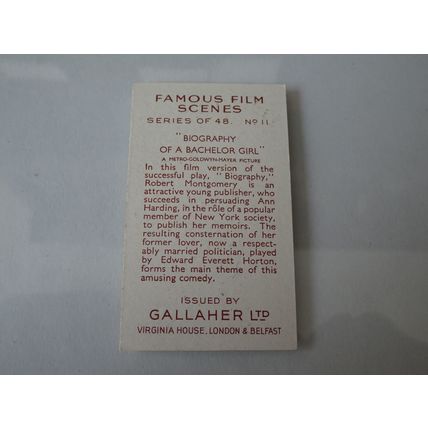 FAMOUS FILM
SCENES
SERIES OF 48. No 11
"BIOGRAPHY
OF A BACHELOR GIRL"
A METRO-GOLDWYN-MAYER PICTURE
In this film version of the
successful play, "Biography,"
Robert Montgomery is an
attractive young publisher, who
succeeds in persuading Ann
Harding, in the rôle of a popular
member of New York society,
to publish her memoirs. The
resulting consternation of her
former lover, now a respect-
ably married politician, played
by Edward Everett Horton,
forms the main theme of this
amusing comedy.
ISSUED BY
GALLAHER LTD
VIRGINIA HOUSE, LONDON & BELFAST